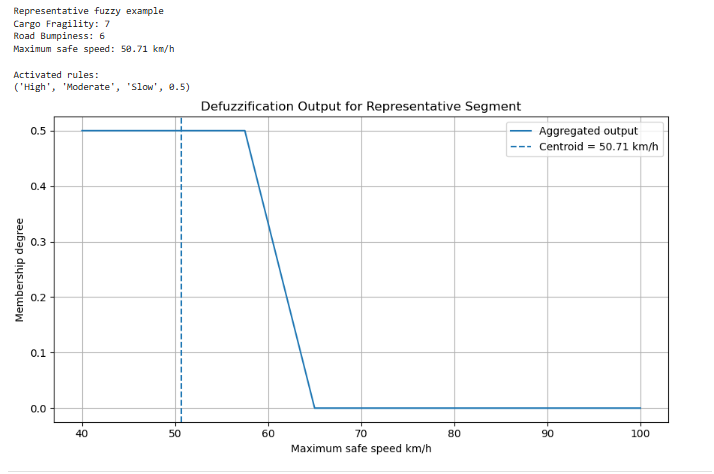 Representative fuzzy example
Cargo Fragility: 7
Road Bumpiness: 6
Maximum safe speed: 50.71 km/h
Activated rules:
('High', 'Moderate', 'Slow', 0.5)
Defuzzification Output for Representative Segment
Aggregated output
Centroid = 50.71 km/h
0.5
0.4
0.3
0.2
0.1
0.0
Membership degree
40 50 60 70 80 90 100
Maximum safe speed km/h